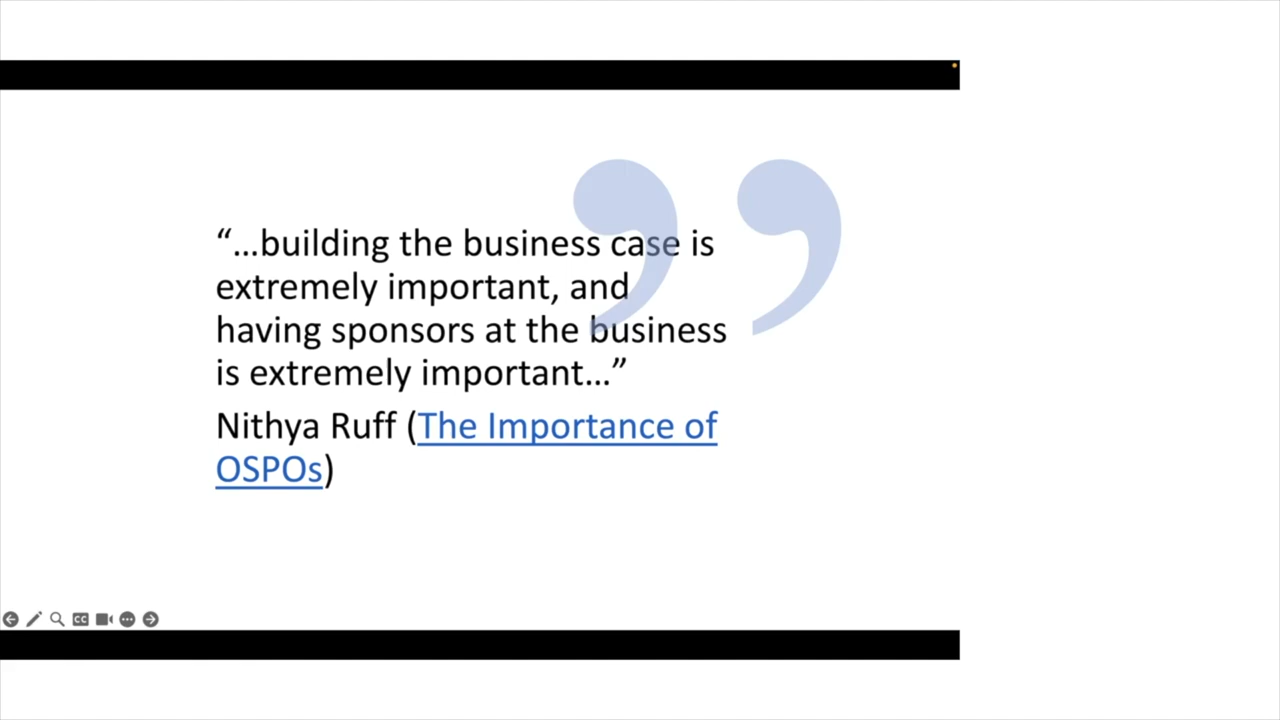 “…building the business case is
extremely important, and
having sponsors at the business
is extremely important…”
Nithya Ruff (The Importance of
OSPOs)
CC